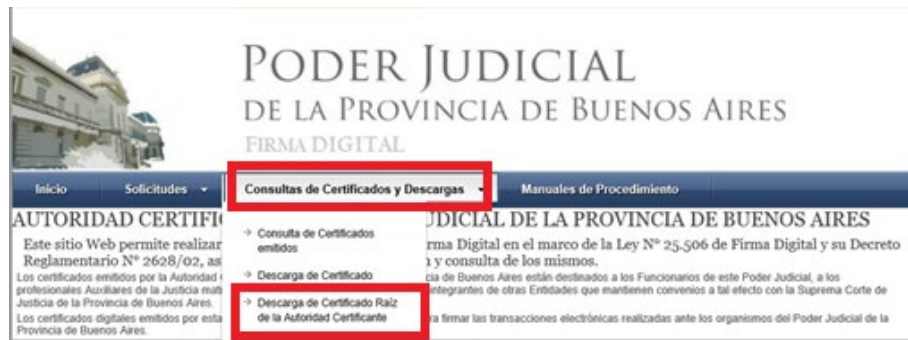 PODER JUDICIAL
DE LA PROVINCIA DE BUENOS AIRES
FIRMA DIGITAL
Inicio Solicitudes Consultas de Certificados y Descargas Manuales de Procedimiento
AUTORIDAD CERTIFI JUDICIAL DE LA PROVINCIA DE BUENOS AIRES
Este sitio Web permite realizar rma Digital en el marco de la Ley N° 25.506 de Firma Digital y su Decreto
Reglamentario N° 2628/02, as n y consulta de los mismos.
Los certificados emitidos por la Autoridad cia de Buenos Aires están destinados a los Funcionarios de este Poder Judicial, a los
profesionales Auxiliares de la Justicia mat integrantes de otras Entidades que mantienen convenios a tal efecto con la Suprema Corte de
Justicia de la Provincia de Buenos Aires.
Los certificados digitales emitidos por esta ra firmar las transacciones electrónicas realizadas ante los organismos del Poder Judicial de la
Provincia de Buenos Aires.
Consulta de Certificados
emitidos
Descarga de Certificado
Descarga de Certificado Raíz
de la Autoridad Certificante